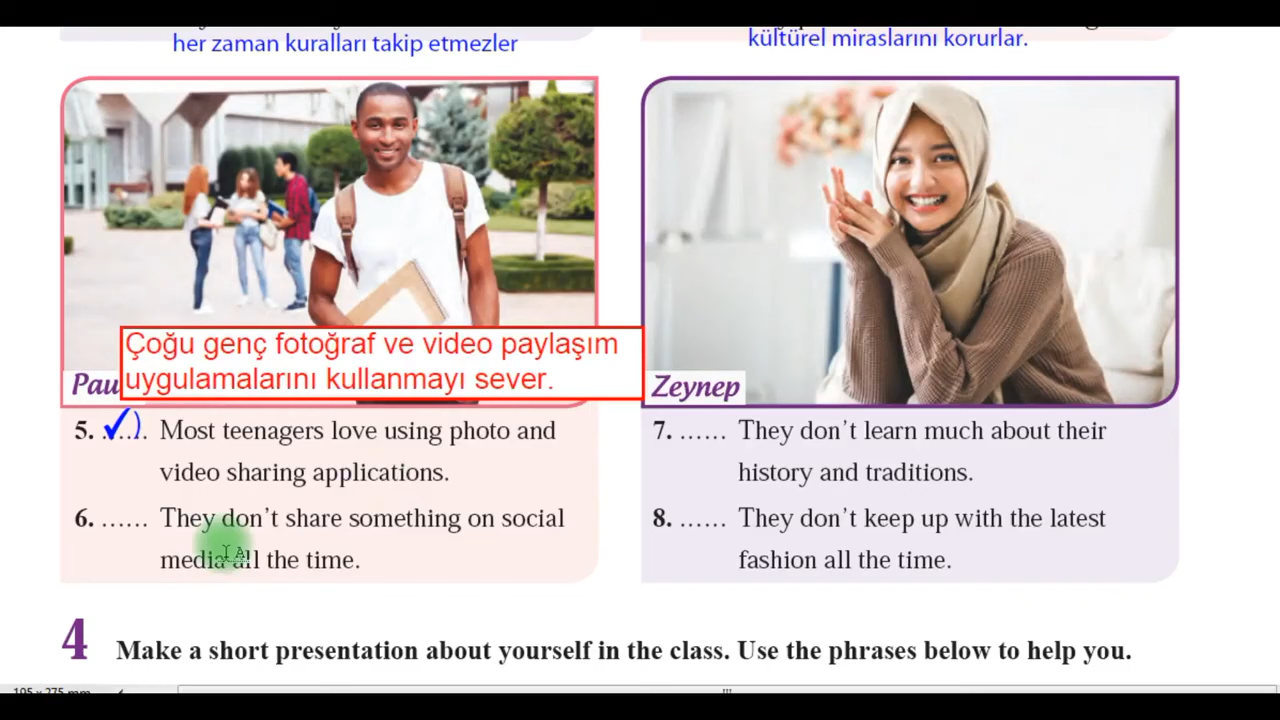 her zaman kuralları takip etmezler
kültürel miraslarını korurlar.
Çoğu genç fotoğraf ve video paylaşım
uygulamalarını kullanmayı sever.
Pau
5. ...... Most teenagers love using photo and
video sharing applications.
6. ...... They don't share something on social
media all the time.
Zeynep
7. ...... They don't learn much about their
history and traditions.
8. ...... They don't keep up with the latest
fashion all the time.
4 Make a short presentation about yourself in the class. Use the phrases below to help you.
195 x 275 mm